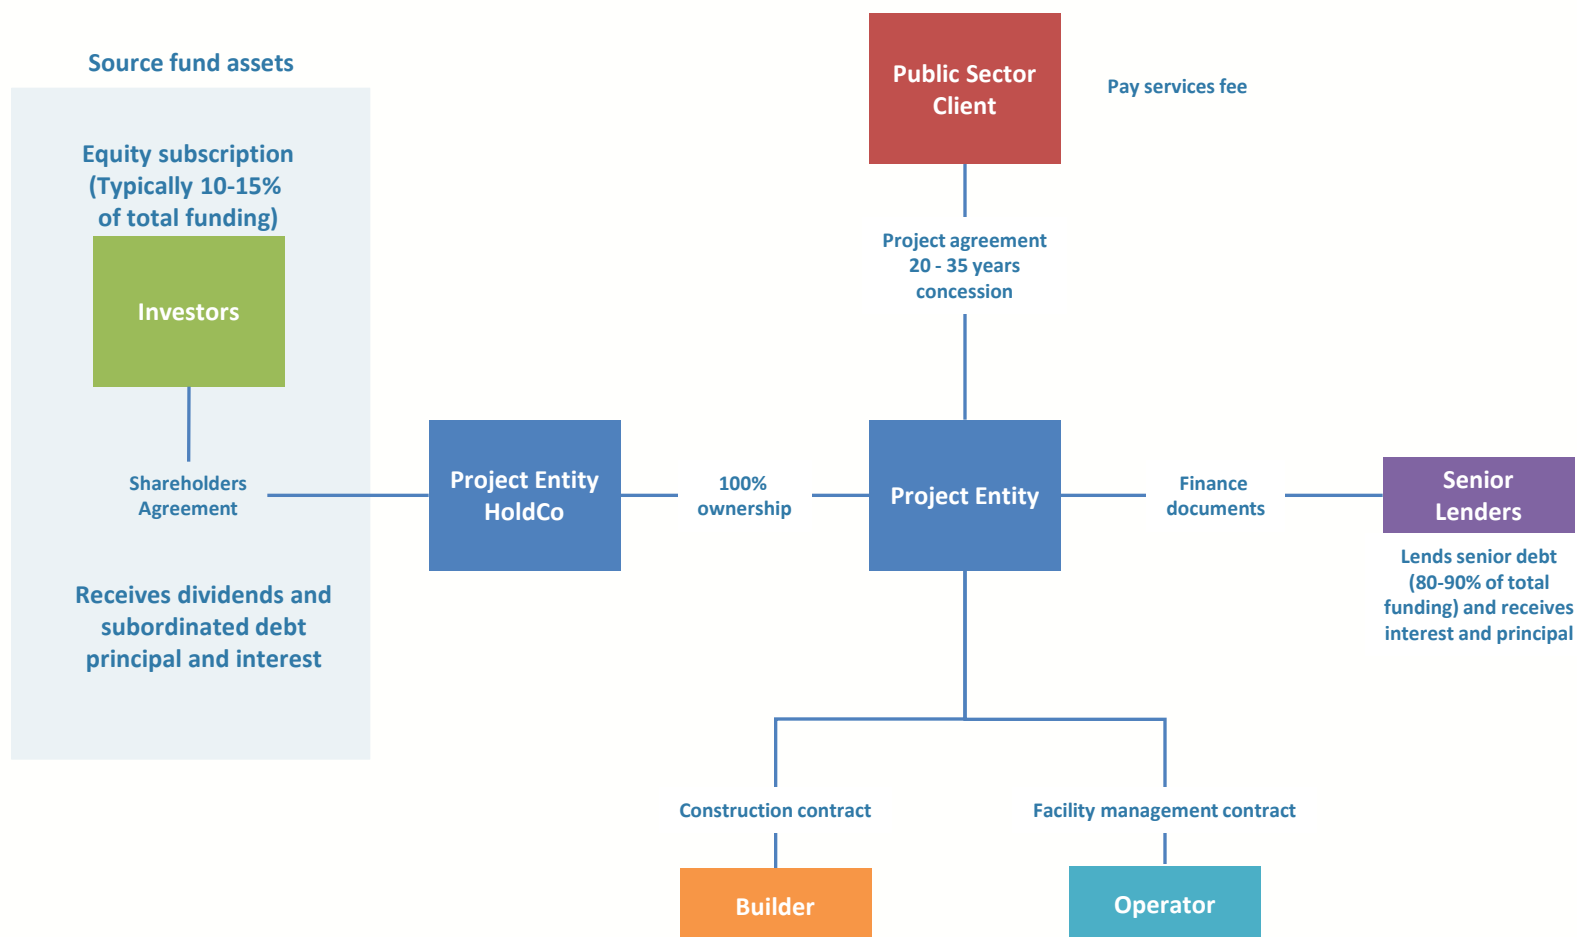 Source fund assets
Equity subscription
(Typically 10-15%
of total funding)
Investors
Shareholders
Agreement
Receives dividends and
subordinated debt
principal and interest
Project Entity
HoldCo
100%
ownership
Public Sector
Client
Pay services fee
Project agreement
20 - 35 years
concession
Project Entity
Finance
documents
Senior
Lenders
Lends senior debt
(80-90% of total
funding) and receives
interest and principal
Construction contract
Builder
Facility management contract
Operator